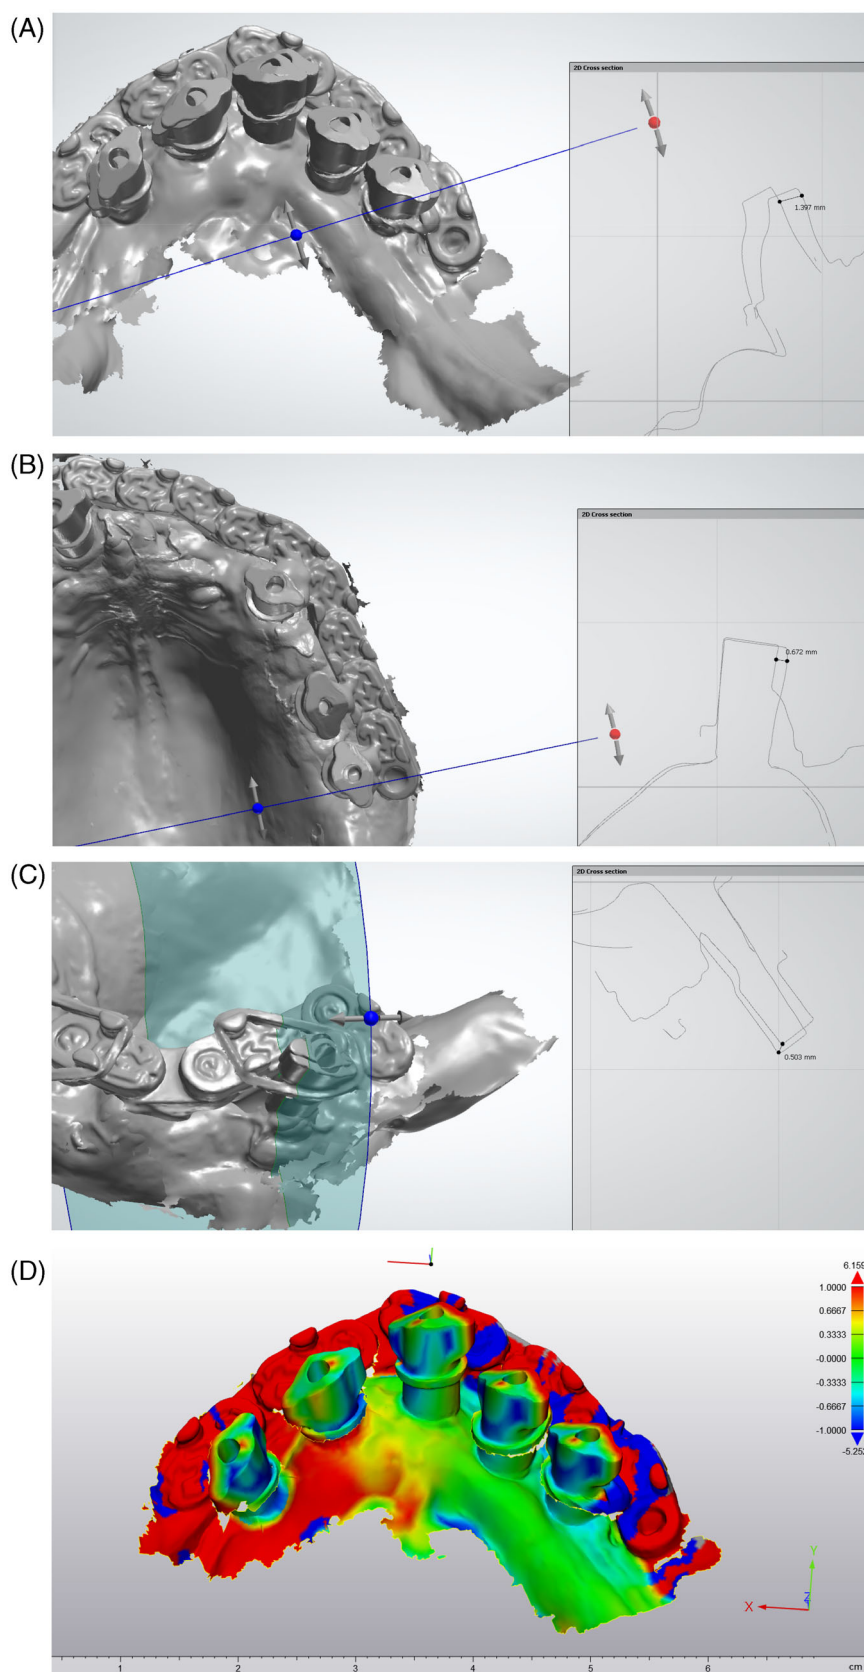 (A)
2D Cross section
1.397 mm
(B)
2D Cross section
0.672 mm
(C)
2D Cross section
0.503 mm
(D)
6.159
1.0000
0.6667
0.3333
-0.0000
-0.3333
-0.6667
-1.0000
Y
Z
X
1 2 3 4 5 6 cm